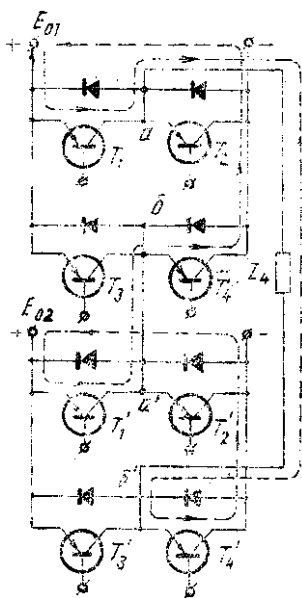 + E01 -
а
T1 T2
б
T3 T4 Z4
+ E02 -
а'
T1' T2'
б'
T3' T4'